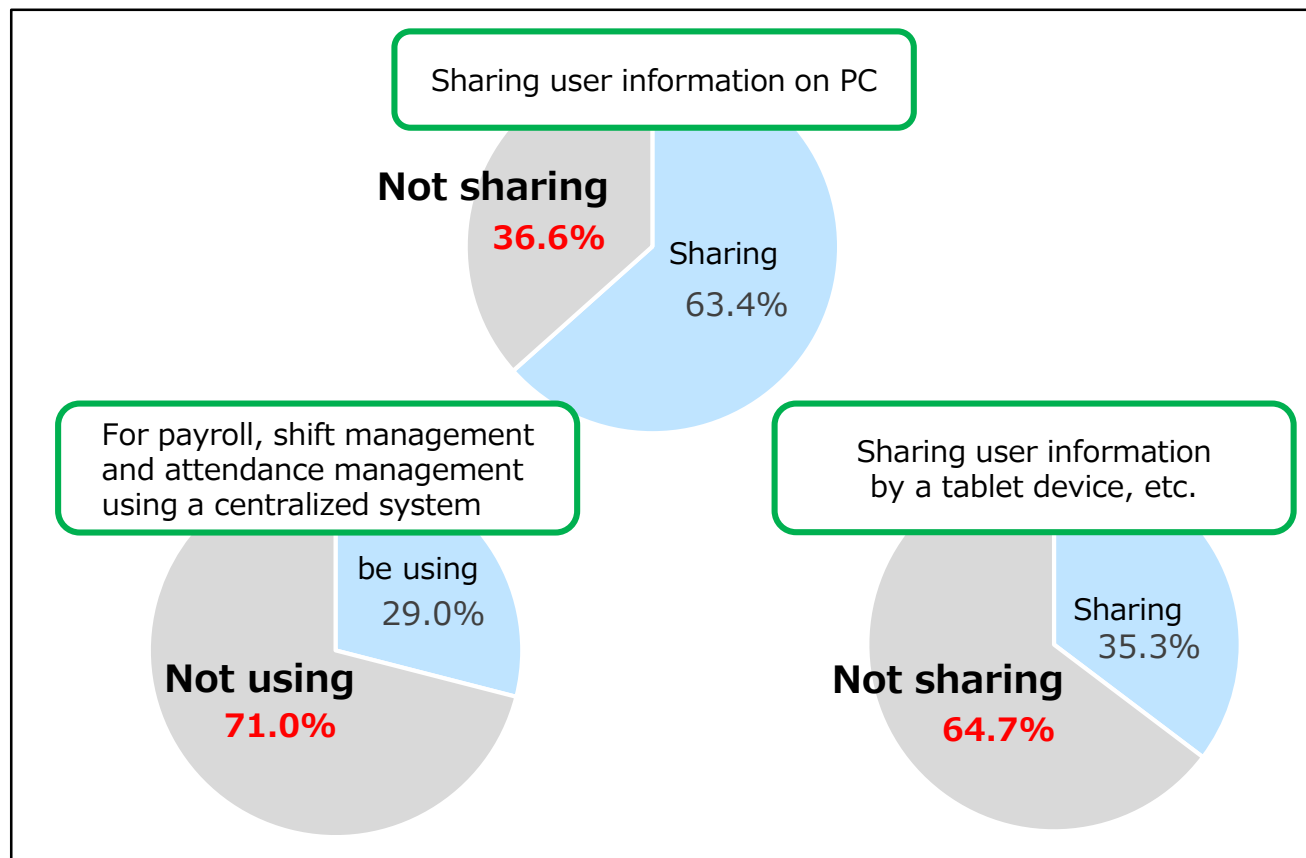 Sharing user information on PC
Not sharing
36.6%
Sharing
63.4%
For payroll, shift management
and attendance management
using a centralized system
be using
29.0%
Not using
71.0%
Sharing user information
by a tablet device, etc.
Sharing
35.3%
Not sharing
64.7%